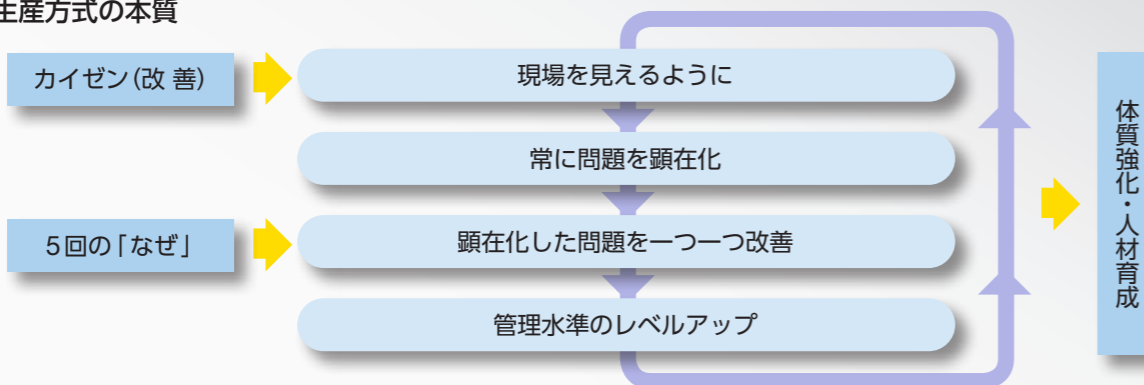 生産方式の本質
カイゼン(改 善)
現場を見えるように
常に問題を顕在化
5回の「なぜ」
顕在化した問題を一つ一つ改善
管理水準のレベルアップ
体質強化・人材育成